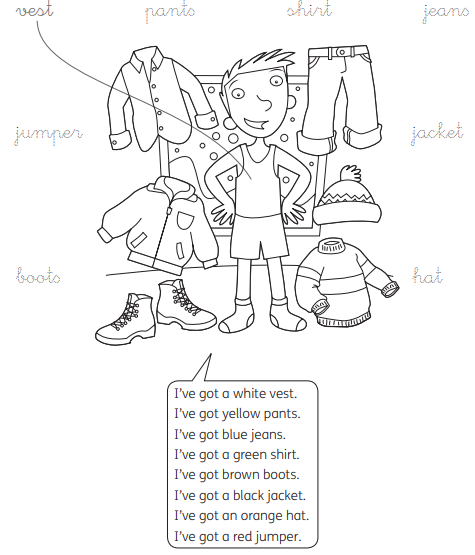 vest pants shirt jeans
jumper jacket
boots hat
I've got a white vest.
I've got yellow pants.
I've got blue jeans.
I've got a green shirt.
I've got brown boots.
I've got a black jacket.
I've got an orange hat.
I've got a red jumper.